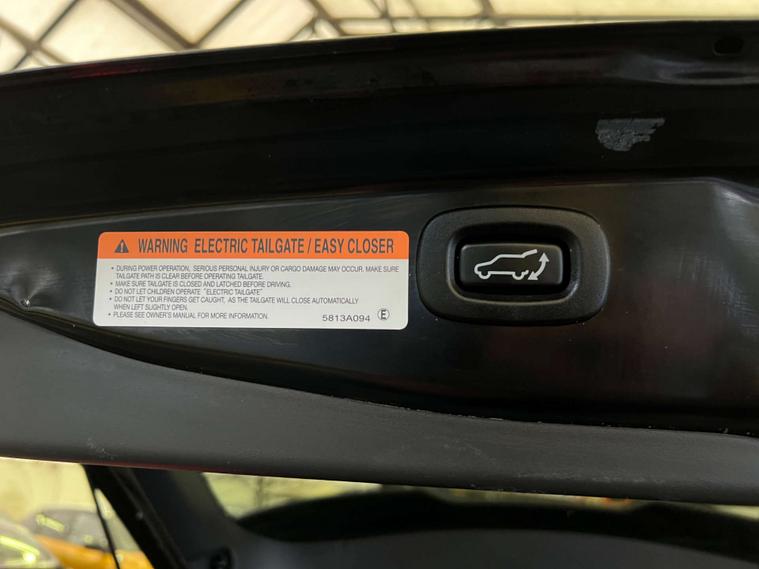 WARNING ELECTRIC TAILGATE / EASY CLOSER
• DURING POWER OPERATION, SERIOUS PERSONAL INJURY OR CARGO DAMAGE MAY OCCUR. MAKE SURE
TAILGATE PATH IS CLEAR BEFORE OPERATING TAILGATE.
• MAKE SURE TAILGATE IS CLOSED AND LATCHED BEFORE DRIVING.
• DO NOT LET CHILDREN OPERATE "ELECTRIC TAILGATE"
• DO NOT LET YOUR FINGERS GET CAUGHT, AS THE TAILGATE WILL CLOSE AUTOMATICALLY
WHEN LEFT SLIGHTLY OPEN.
• PLEASE SEE OWNER'S MANUAL FOR MORE INFORMATION.
5813A094 Ⓔ